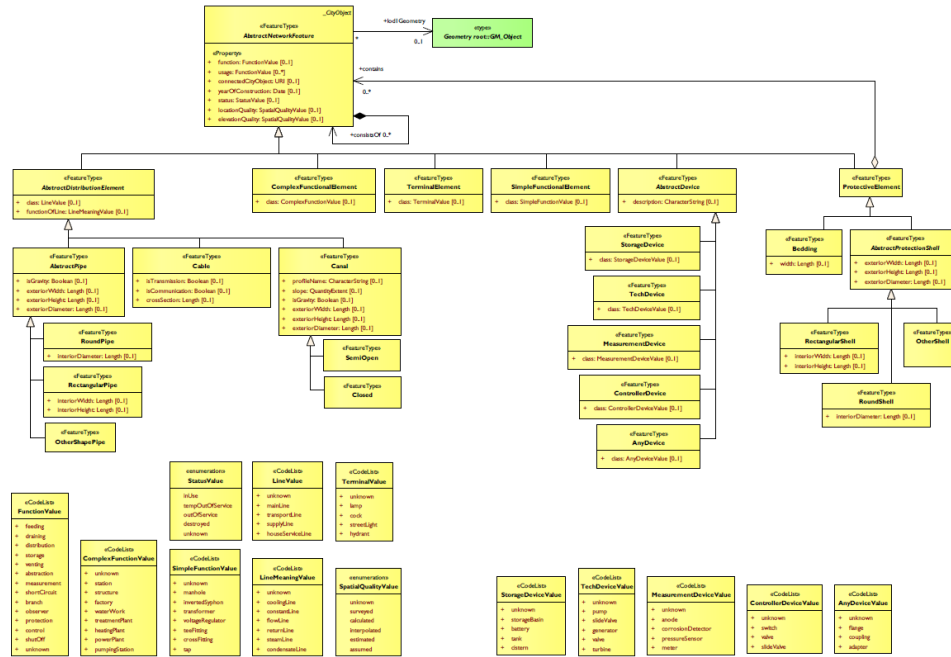 _CityObject
«FeatureType»
AbstractNetworkFeature
«Property»
+ function: FunctionValue [0..1]
+ usage: FunctionValue [0..*]
+ connectedCityObject: URI [0..1]
+ yearOfConstruction: Date [0..1]
+ status: StatusValue [0..1]
+ locationQuality: SpatialQualityValue [0..1]
+ elevationQuality: SpatialQualityValue [0..1]
+lod1Geometry
*
0..1
«type»
Geometry root::GM_Object
+contains
0..*
+consistsOf 0..*
«FeatureType»
AbstractDistributionElement
+ class: LineValue [0..1]
+ functionOfLine: LineMeaningValue [0..1]
«FeatureType»
ComplexFunctionalElement
+ class: ComplexFunctionValue [0..1]
«FeatureType»
TerminalElement
+ class: TerminalValue [0..1]
«FeatureType»
SimpleFunctionalElement
+ class: SimpleFunctionValue [0..1]
«FeatureType»
AbstractDevice
+ description: CharacterString [0..1]
«FeatureType»
ProtectiveElement
«FeatureType»
AbstractPipe
+ isGravity: Boolean [0..1]
+ exteriorWidth: Length [0..1]
+ exteriorHeight: Length [0..1]
+ exteriorDiameter: Length [0..1]
«FeatureType»
Cable
+ isTransmission: Boolean [0..1]
+ isCommunication: Boolean [0..1]
+ crossSection: Length [0..1]
«FeatureType»
Canal
+ profileName: CharacterString [0..1]
+ slope: QuantityExtent [0..1]
+ isGravity: Boolean [0..1]
+ exteriorWidth: Length [0..1]
+ exteriorHeight: Length [0..1]
+ exteriorDiameter: Length [0..1]
«FeatureType»
StorageDevice
+ class: StorageDeviceValue [0..1]
«FeatureType»
TechDevice
+ class: TechDeviceValue [0..1]
«FeatureType»
MeasurementDevice
+ class: MeasurementDeviceValue [0..1]
«FeatureType»
ControllerDevice
+ class: ControllerDeviceValue [0..1]
«FeatureType»
AnyDevice
+ class: AnyDeviceValue [0..1]
«FeatureType»
Bedding
+ width: Length [0..1]
«FeatureType»
AbstractProtectionShell
+ exteriorWidth: Length [0..1]
+ exteriorHeight: Length [0..1]
+ exteriorDiameter: Length [0..1]
«FeatureType»
RectangularShell
+ interiorWidth: Length [0..1]
+ interiorHeight: Length [0..1]
«FeatureType»
OtherShell
«FeatureType»
RoundShell
+ interiorDiameter: Length [0..1]
«FeatureType»
RoundPipe
+ interiorDiameter: Length [0..1]
«FeatureType»
RectangularPipe
+ interiorWidth: Length [0..1]
+ interiorHeight: Length [0..1]
«FeatureType»
OtherShapePipe
«FeatureType»
SemiOpen
«FeatureType»
Closed
«CodeList»
FunctionValue
+ feeding
+ draining
+ distribution
+ storage
+ venting
+ abstraction
+ measurement
+ shortCircuit
+ branch
+ observer
+ protection
+ control
+ shutOff
+ unknown
«CodeList»
ComplexFunctionValue
+ unknown
+ station
+ structure
+ factory
+ waterWork
+ treatmentPlant
+ heatingPlant
+ powerPlant
+ pumpingStation
«enumeration»
StatusValue
inUse
tempOutOfService
outOfService
destroyed
unknown
«CodeList»
LineValue
+ unknown
+ mainLine
+ transportLine
+ supplyLine
+ houseServiceLine
«CodeList»
TerminalValue
+ unknown
+ lamp
+ cock
+ streetLight
+ hydrant
«CodeList»
SimpleFunctionValue
+ unknown
+ manhole
+ invertedSyphon
+ transformer
+ voltageRegulator
+ teeFitting
+ crossFitting
+ tap
«CodeList»
LineMeaningValue
+ unknown
+ coolingLine
+ constantLine
+ flowLine
+ returnLine
+ steamLine
+ condensateLine
«enumeration»
SpatialQualityValue
unknown
surveyed
calculated
interpolated
estimated
assumed
«CodeList»
StorageDeviceValue
+ unknown
+ storageBasin
+ battery
+ tank
+ cistern
«CodeList»
TechDeviceValue
+ unknown
+ pump
+ slideValve
+ generator
+ valve
+ turbine
«CodeList»
MeasurementDeviceValue
+ unknown
+ anode
+ corrosionDetector
+ pressureSensor
+ meter
«CodeList»
ControllerDeviceValue
+ unknown
+ switch
+ valve
+ slideValve
«CodeList»
AnyDeviceValue
+ unknown
+ flange
+ coupling
+ adapter